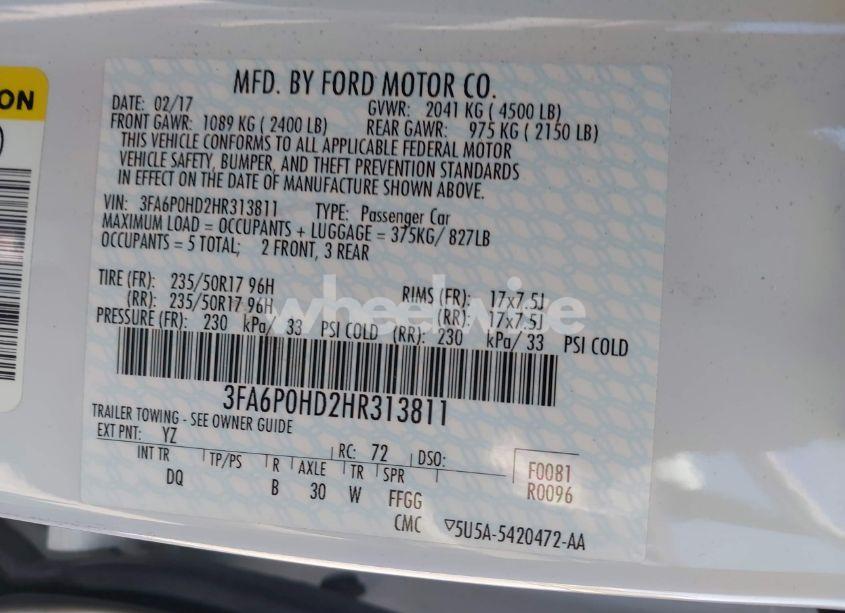 ON
)
MFD. BY FORD MOTOR CO.
DATE: 02/17 GVWR: 2041 KG ( 4500 LB)
FRONT GAWR: 1089 KG ( 2400 LB) REAR GAWR: 975 KG ( 2150 LB)
THIS VEHICLE CONFORMS TO ALL APPLICABLE FEDERAL MOTOR
VEHICLE SAFETY, BUMPER, AND THEFT PREVENTION STANDARDS
IN EFFECT ON THE DATE OF MANUFACTURE SHOWN ABOVE.
VIN: 3FA6P0HD2HR313811 TYPE: Passenger Car
MAXIMUM LOAD = OCCUPANTS + LUGGAGE = 375KG/ 827LB
OCCUPANTS = 5 TOTAL; 2 FRONT, 3 REAR
TIRE (FR): 235/50R17 96H RIMS (FR): 17x7.5J
(RR): 235/50R17 96H (RR): 17x7.5J
wheelwise
PRESSURE (FR): 230 kPa/ 33 PSI COLD (RR): 230 kPa/ 33 PSI COLD
3FA6P0HD2HR313811
TRAILER TOWING - SEE OWNER GUIDE
EXT PNT: YZ RC: 72 DSO:
INT TR TP/PS R AXLE TR SPR
DQ B 30 W FFGG
F0081
R0096
CMC ▽5U5A-5420472-AA